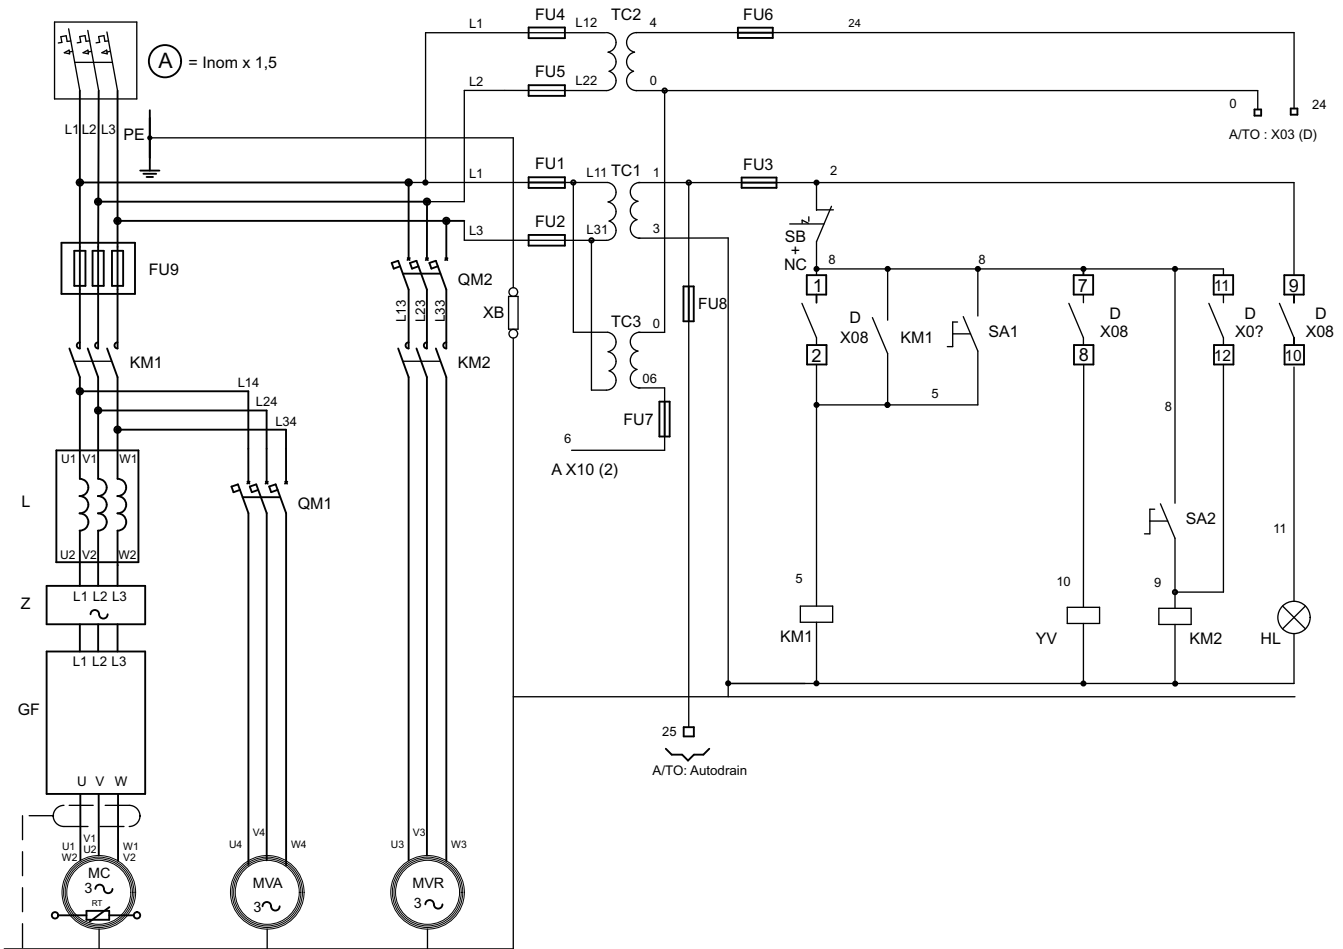 L1 FU4 L12 TC2 4 FU6 24
A = Inom x 1,5
L2 FU5 L22 0
0 24
A/TO : X03 (D)
L1 L2 L3 PE
L1 FU1 L11 TC1 1 FU3 2
L3 FU2 L31 3
SB
+
NC
8 8
FU9
QM2
L13 L23 L33
XB
FU8
1 7 11 9
D
X08
KM1
SA1
D
X08
D
X0?
D
X08
2 8 12 10
TC3 0
06
KM1
KM2
L14
L24
L34
5
8
FU7
6
A X10 (2)
U1 V1 W1
L
U2 V2 W2
QM1
SA2
11
Z
L1 L2 L3
5 10 9
KM1 YV KM2 HL
L1 L2 L3
GF
U V W
25
A/TO: Autodrain
U1
W2
V1
U2
W1
V2
U4 V4 W4
U3 V3 W3
MC
3
RT
MVA
3
MVR
3